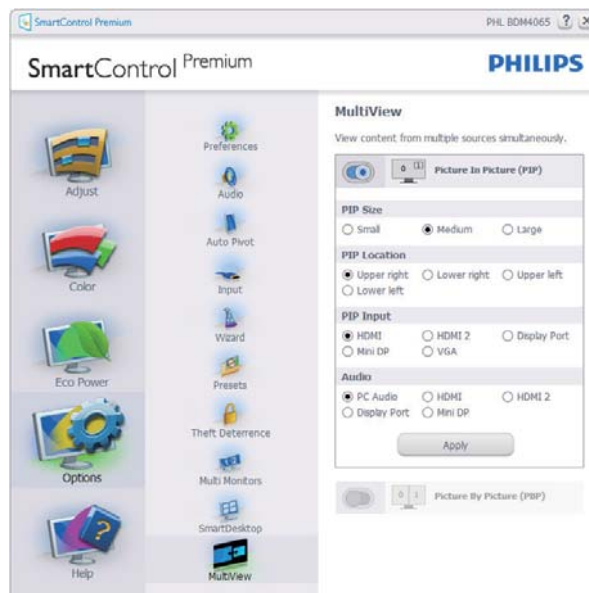 SmartControl Premium
PHL BDM4065 ? X
SmartControl Premium
PHILIPS
Adjust
Color
Eco Power
Options
Help
Preferences
Audio
Auto Pivot
Input
Wizard
Presets
Theft Deterrence
Multi Monitors
SmartDesktop
MultiView
MultiView
View content from multiple sources simultaneously.
0 1 Picture In Picture (PIP)
PIP Size
Small Medium Large
PIP Location
Upper right Lower right Upper left
Lower left
PIP Input
HDMI HDMI 2 Display Port
Mini DP VGA
Audio
PC Audio HDMI HDMI 2
Display Port Mini DP
Apply
0 1 Picture By Picture (PBP)